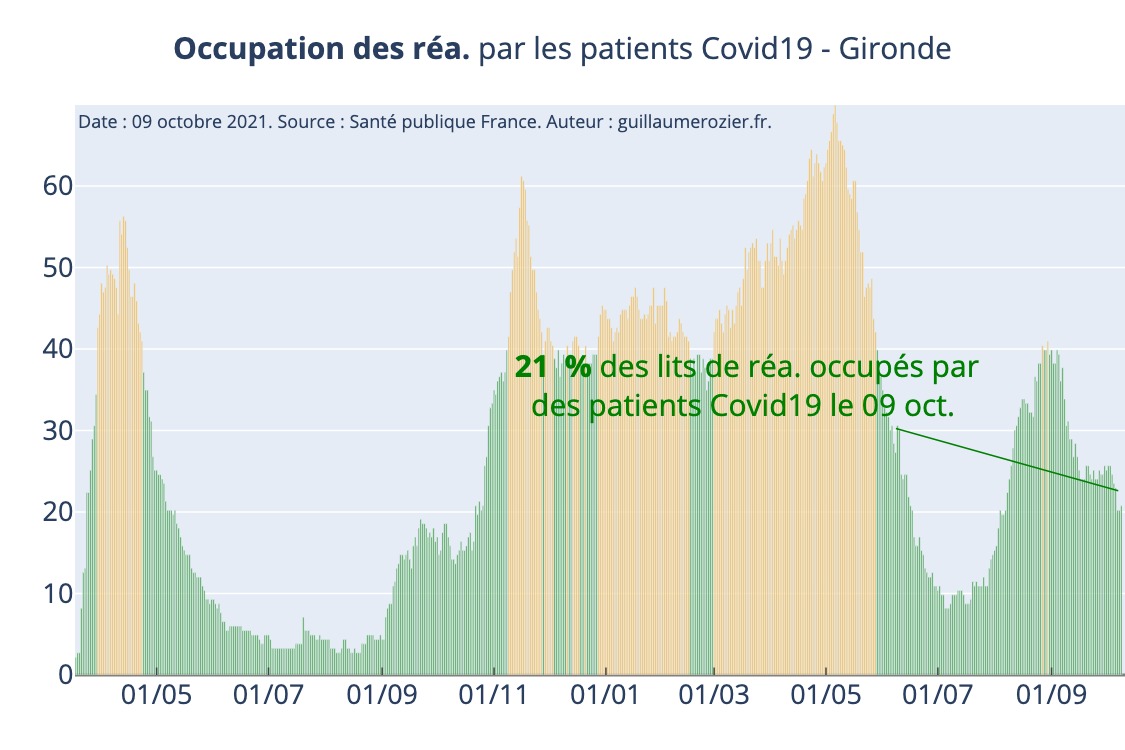 Occupation des réa. par les patients Covid19 - Gironde
Date : 09 octobre 2021. Source : Santé publique France. Auteur : guillaumerozier.fr.
60
50
40
21 % des lits de réa. occupés par
des patients Covid19 le 09 oct.
30
20
10
0
01/05 01/07 01/09 01/11 01/01 01/03 01/05 01/07 01/09